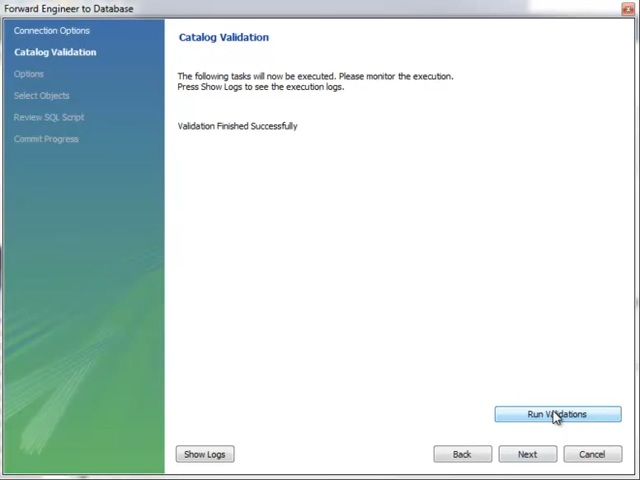 Forward Engineer to Database
Connection Options
Catalog Validation
Options
Select Objects
Review SQL Script
Commit Progress
Catalog Validation
The following tasks will now be executed. Please monitor the execution.
Press Show Logs to see the execution logs.
Validation Finished Successfully
Run Validations
Show Logs
Back
Next
Cancel